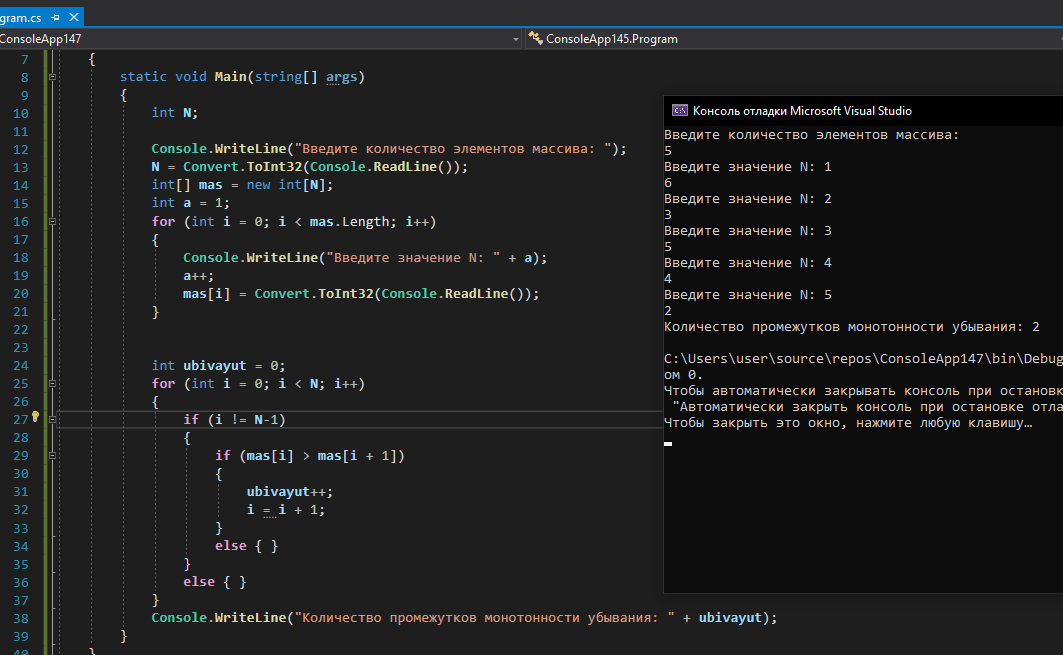 gram.cs
ConsoleApp147
ConsoleApp145.Program
7 {
8 static void Main(string[] args)
9 {
10 int N;
11
12 Console.WriteLine("Введите количество элементов массива: ");
13 N = Convert.ToInt32(Console.ReadLine());
14 int[] mas = new int[N];
15 int a = 1;
16 for (int i = 0; i < mas.Length; i++)
17 {
18 Console.WriteLine("Введите значение N: " + a);
19 a++;
20 mas[i] = Convert.ToInt32(Console.ReadLine());
21 }
22
23
24 int ubivayut = 0;
25 for (int i = 0; i < N; i++)
26 {
27 if (i != N-1)
28 {
29 if (mas[i] > mas[i + 1])
30 {
31 ubivayut++;
32 i = i + 1;
33 }
34 else { }
35 }
36 else { }
37 }
38 Console.WriteLine("Количество промежутков монотонности убывания: " + ubivayut);
39 }
40 }
Консоль отладки Microsoft Visual Studio
Введите количество элементов массива:
5
Введите значение N: 1
6
Введите значение N: 2
3
Введите значение N: 3
5
Введите значение N: 4
4
Введите значение N: 5
2
Количество промежутков монотонности убывания: 2
C:\Users\user\source\repos\ConsoleApp147\bin\Debug
ом 0.
Чтобы автоматически закрывать консоль при остановк
"Автоматически закрыть консоль при остановке отла
Чтобы закрыть это окно, нажмите любую клавишу…